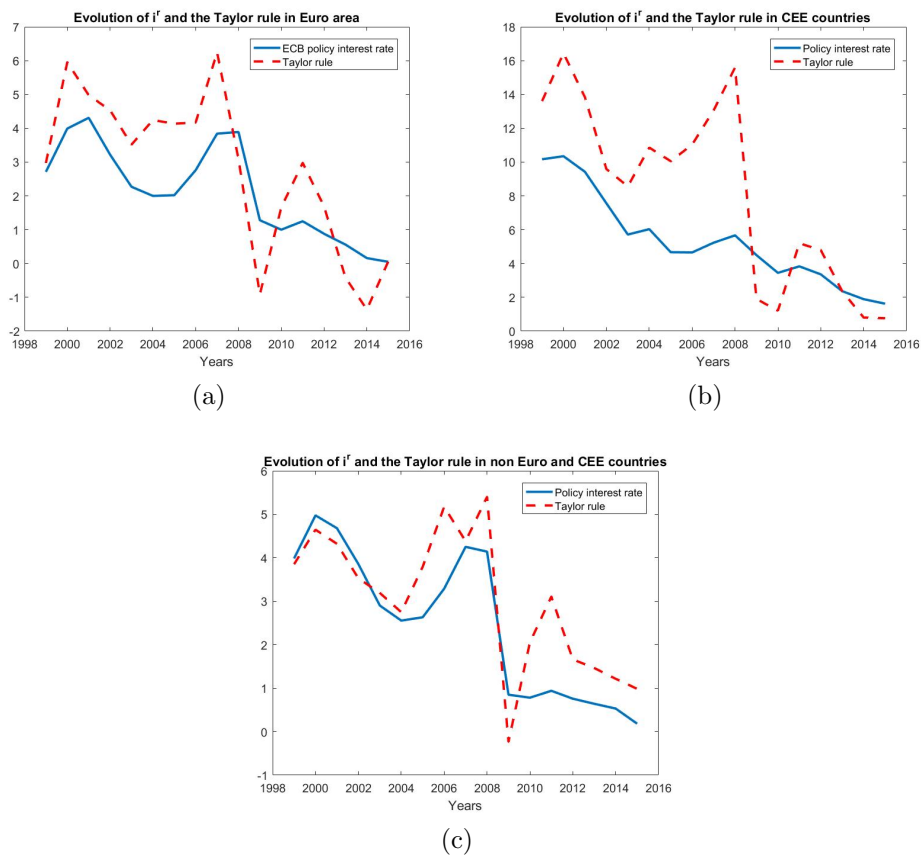 Evolution of iʳ and the Taylor rule in Euro area
7
6
5
4
3
2
1
0
-1
-2
ECB policy interest rate
Taylor rule
1998 2000 2002 2004 2006 2008 2010 2012 2014 2016
Years
(a)
Evolution of iʳ and the Taylor rule in CEE countries
18
16
14
12
10
8
6
4
2
0
Policy interest rate
Taylor rule
1998 2000 2002 2004 2006 2008 2010 2012 2014 2016
Years
(b)
Evolution of iʳ and the Taylor rule in non Euro and CEE countries
6
5
4
3
2
1
0
-1
Policy interest rate
Taylor rule
1998 2000 2002 2004 2006 2008 2010 2012 2014 2016
Years
(c)